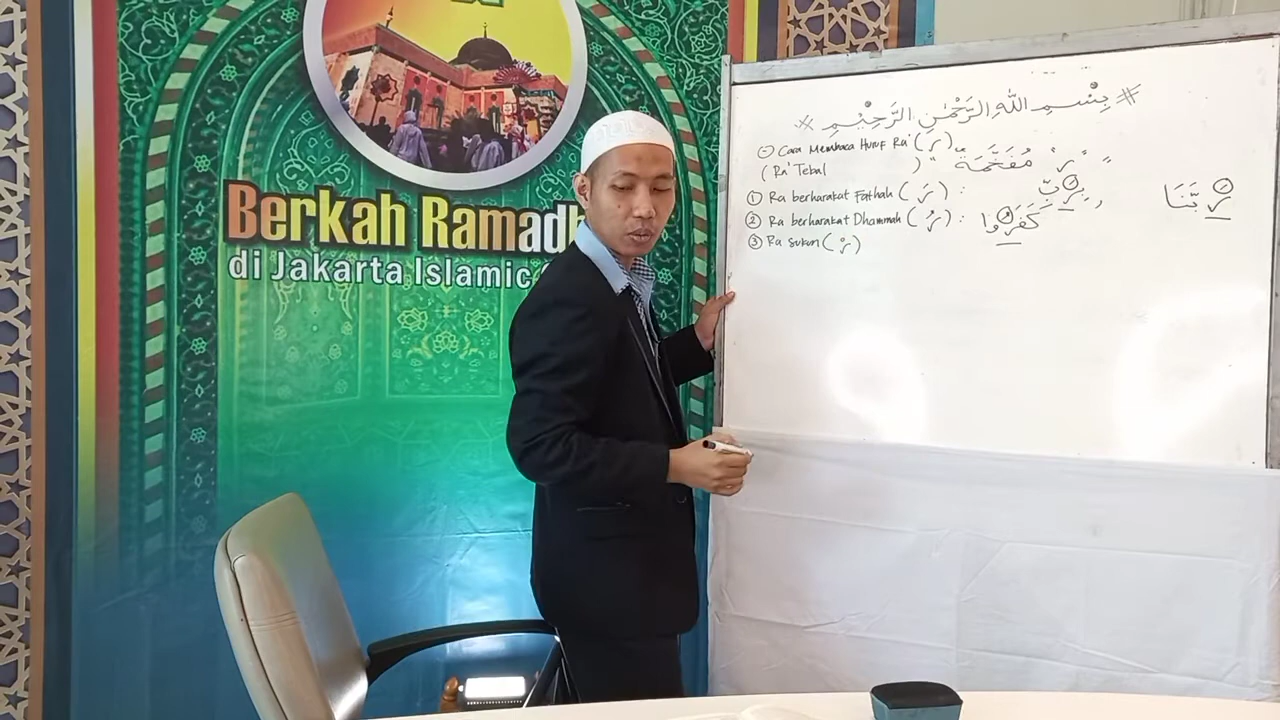 Berkah Ramadh
di Jakarta Islamic
# بِسْمِ اللهِ الرَّحْمٰنِ الرَّحِيْمِ #
Cara Membaca Huruf Ra' (ر)
(Ra' Tebal ) " رَ مُفَخَّمَةٌ "
① Ra berharakat Fathah (رَ) : رَبَّنَا
② Ra berharakat Dhammah (رُ) : كَفَرُوا
③ Ra sukun (رْ)